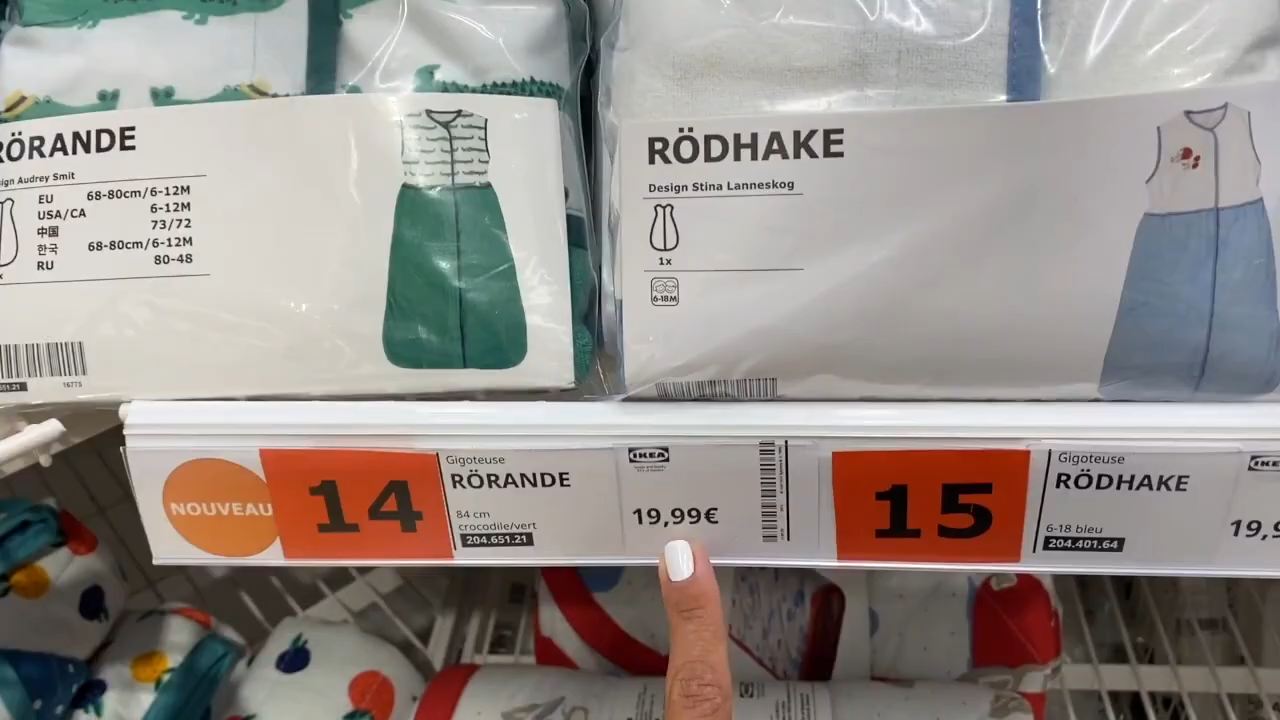 RÖRANDE
Design Audrey Smit
EU 68-80cm/6-12M
USA/CA 6-12M
中国 73/72
한국 68-80cm/6-12M
RU 80-48
16775
RÖDHAKE
Design Stina Lanneskog
1x
6-18M
NOUVEAU
14
Gigoteuse
RÖRANDE
84 cm
crocodile/vert
204.651.21
IKEA
19,99€
15
Gigoteuse
RÖDHAKE
6-18 bleu
204.401.64